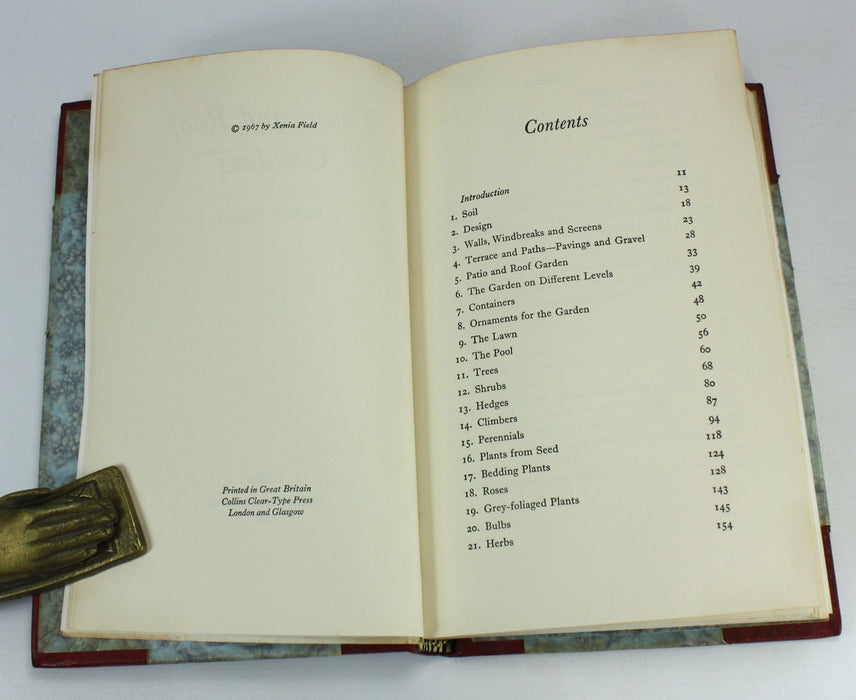 © 1967 by Xenia Field
Printed in Great Britain
Collins Clear-Type Press
London and Glasgow
Contents
Introduction 11
1. Soil 13
2. Design 18
3. Walls, Windbreaks and Screens 23
4. Terrace and Paths—Pavings and Gravel 28
5. Patio and Roof Garden 33
6. The Garden on Different Levels 39
7. Containers 42
8. Ornaments for the Garden 48
9. The Lawn 50
10. The Pool 56
11. Trees 60
12. Shrubs 68
13. Hedges 80
14. Climbers 87
15. Perennials 94
16. Plants from Seed 118
17. Bedding Plants 124
18. Roses 128
19. Grey-foliaged Plants 143
20. Bulbs 145
21. Herbs 154